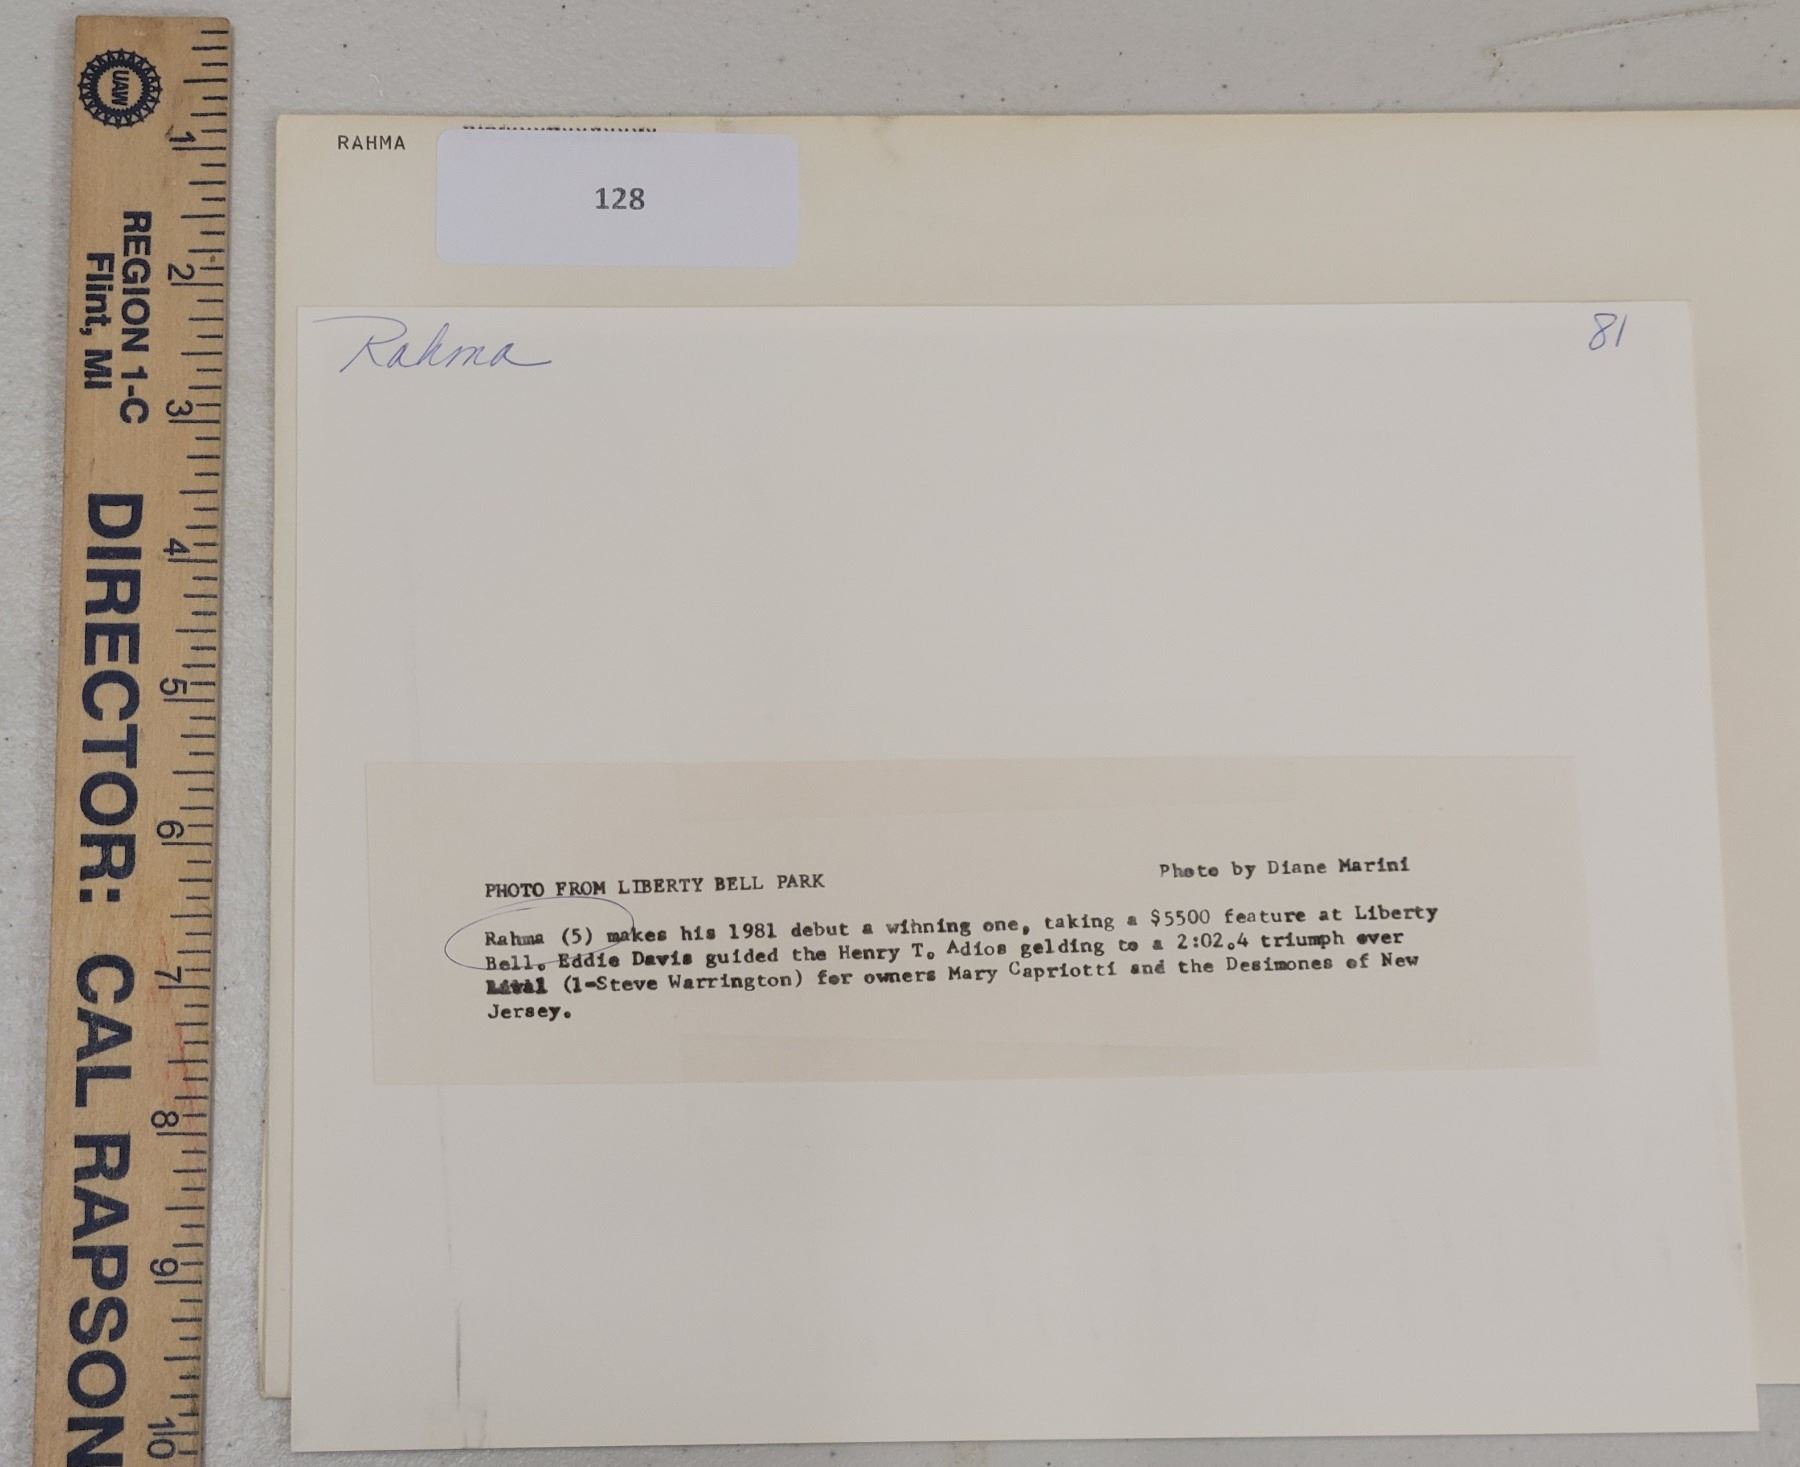 UAW
REGION 1-C
Flint, MI
DIRECTOR: CAL RAPSON
1
2
3
4
5
6
7
8
9
10
RAHMA
128
Rahma
81
PHOTO FROM LIBERTY BELL PARK
Photo by Diane Marini
Rahma (5) makes his 1981 debut a wihning one, taking a $5500 feature at Liberty
Bell. Eddie Davis guided the Henry T. Adios gelding to a 2:02.4 triumph over
(1-Steve Warrington) for owners Mary Capriotti and the Desimones of New
Jersey.